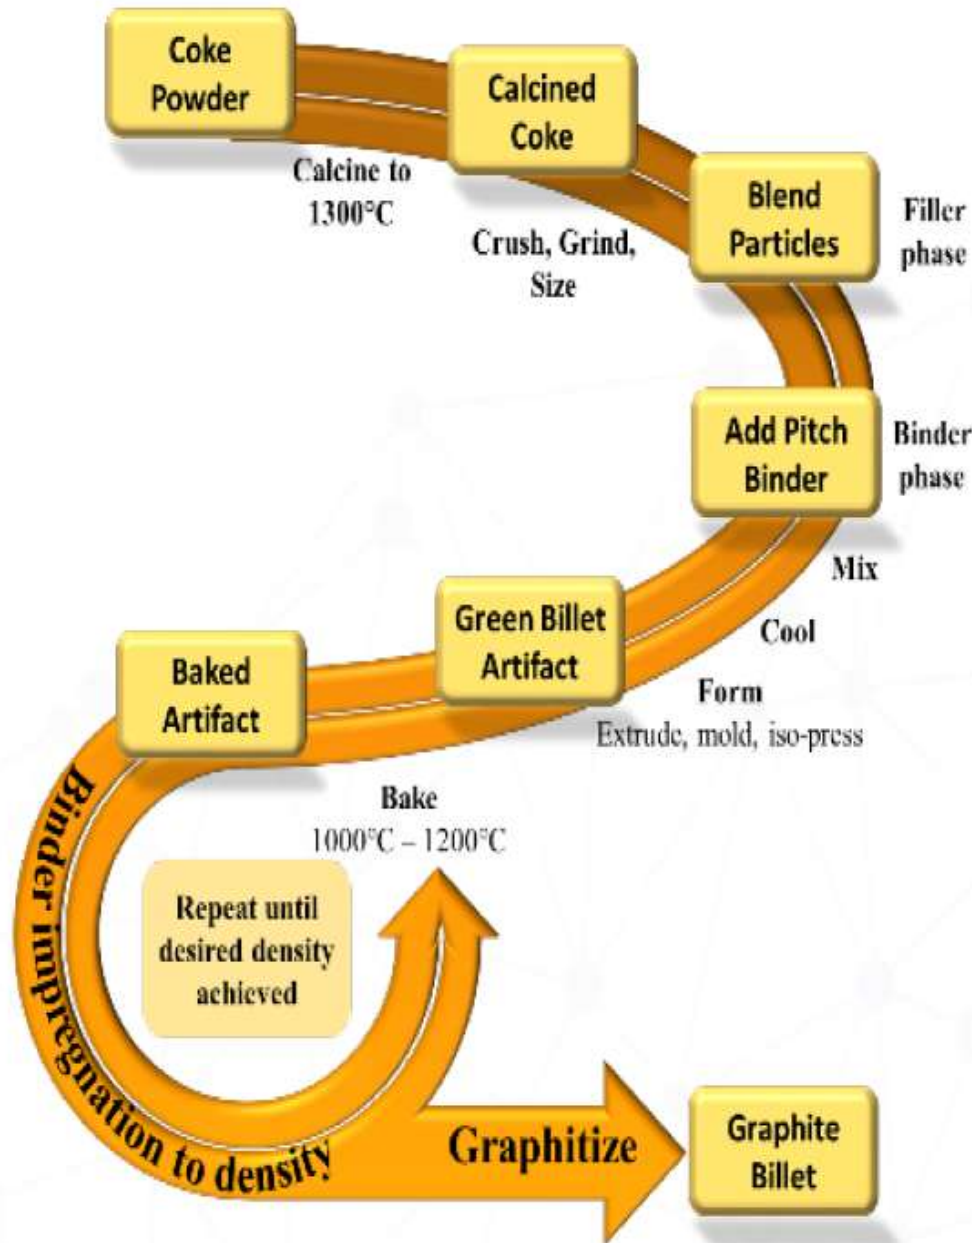 Coke
Powder
Calcined
Coke
Calcine to
1300°C
Blend
Particles
Filler
phase
Crush, Grind,
Size
Add Pitch
Binder
Binder
phase
Mix
Cool
Green Billet
Artifact
Form
Extrude, mold, iso-press
Baked
Artifact
Bake
1000°C – 1200°C
Binder impregnation to density
Repeat until
desired density
achieved
Graphitize
Graphite
Billet